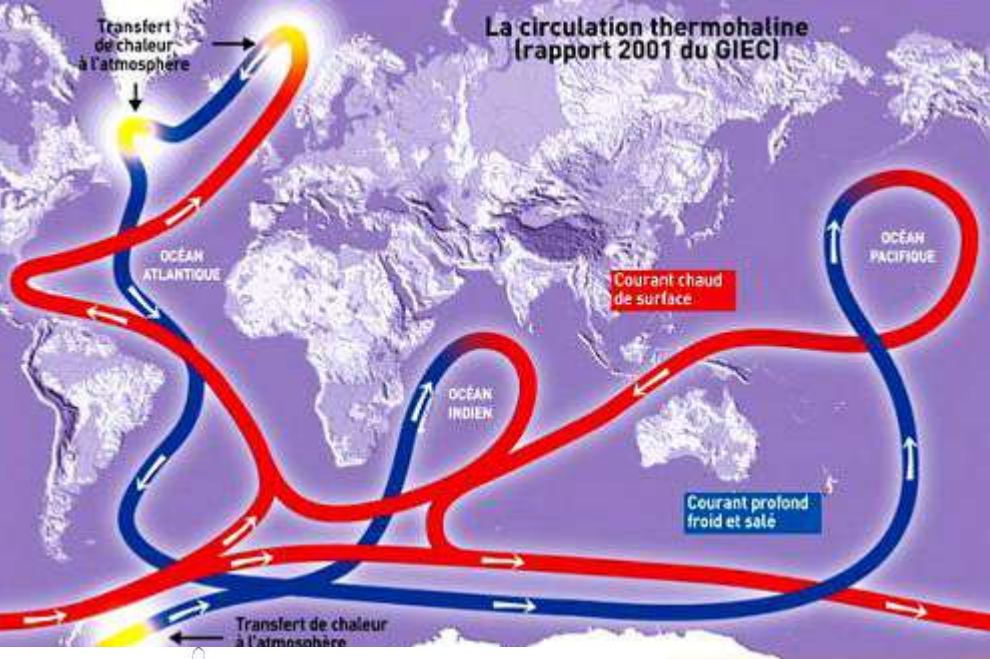 Transfert
de chaleur
à l'atmosphère
La circulation thermohaline
(rapport 2001 du GIEC)
OCÉAN
ATLANTIQUE
OCÉAN
PACIFIQUE
Courant chaud
de surface
OCÉAN
INDIEN
Courant profond
froid et salé
Transfert de chaleur
à l'atmosphère